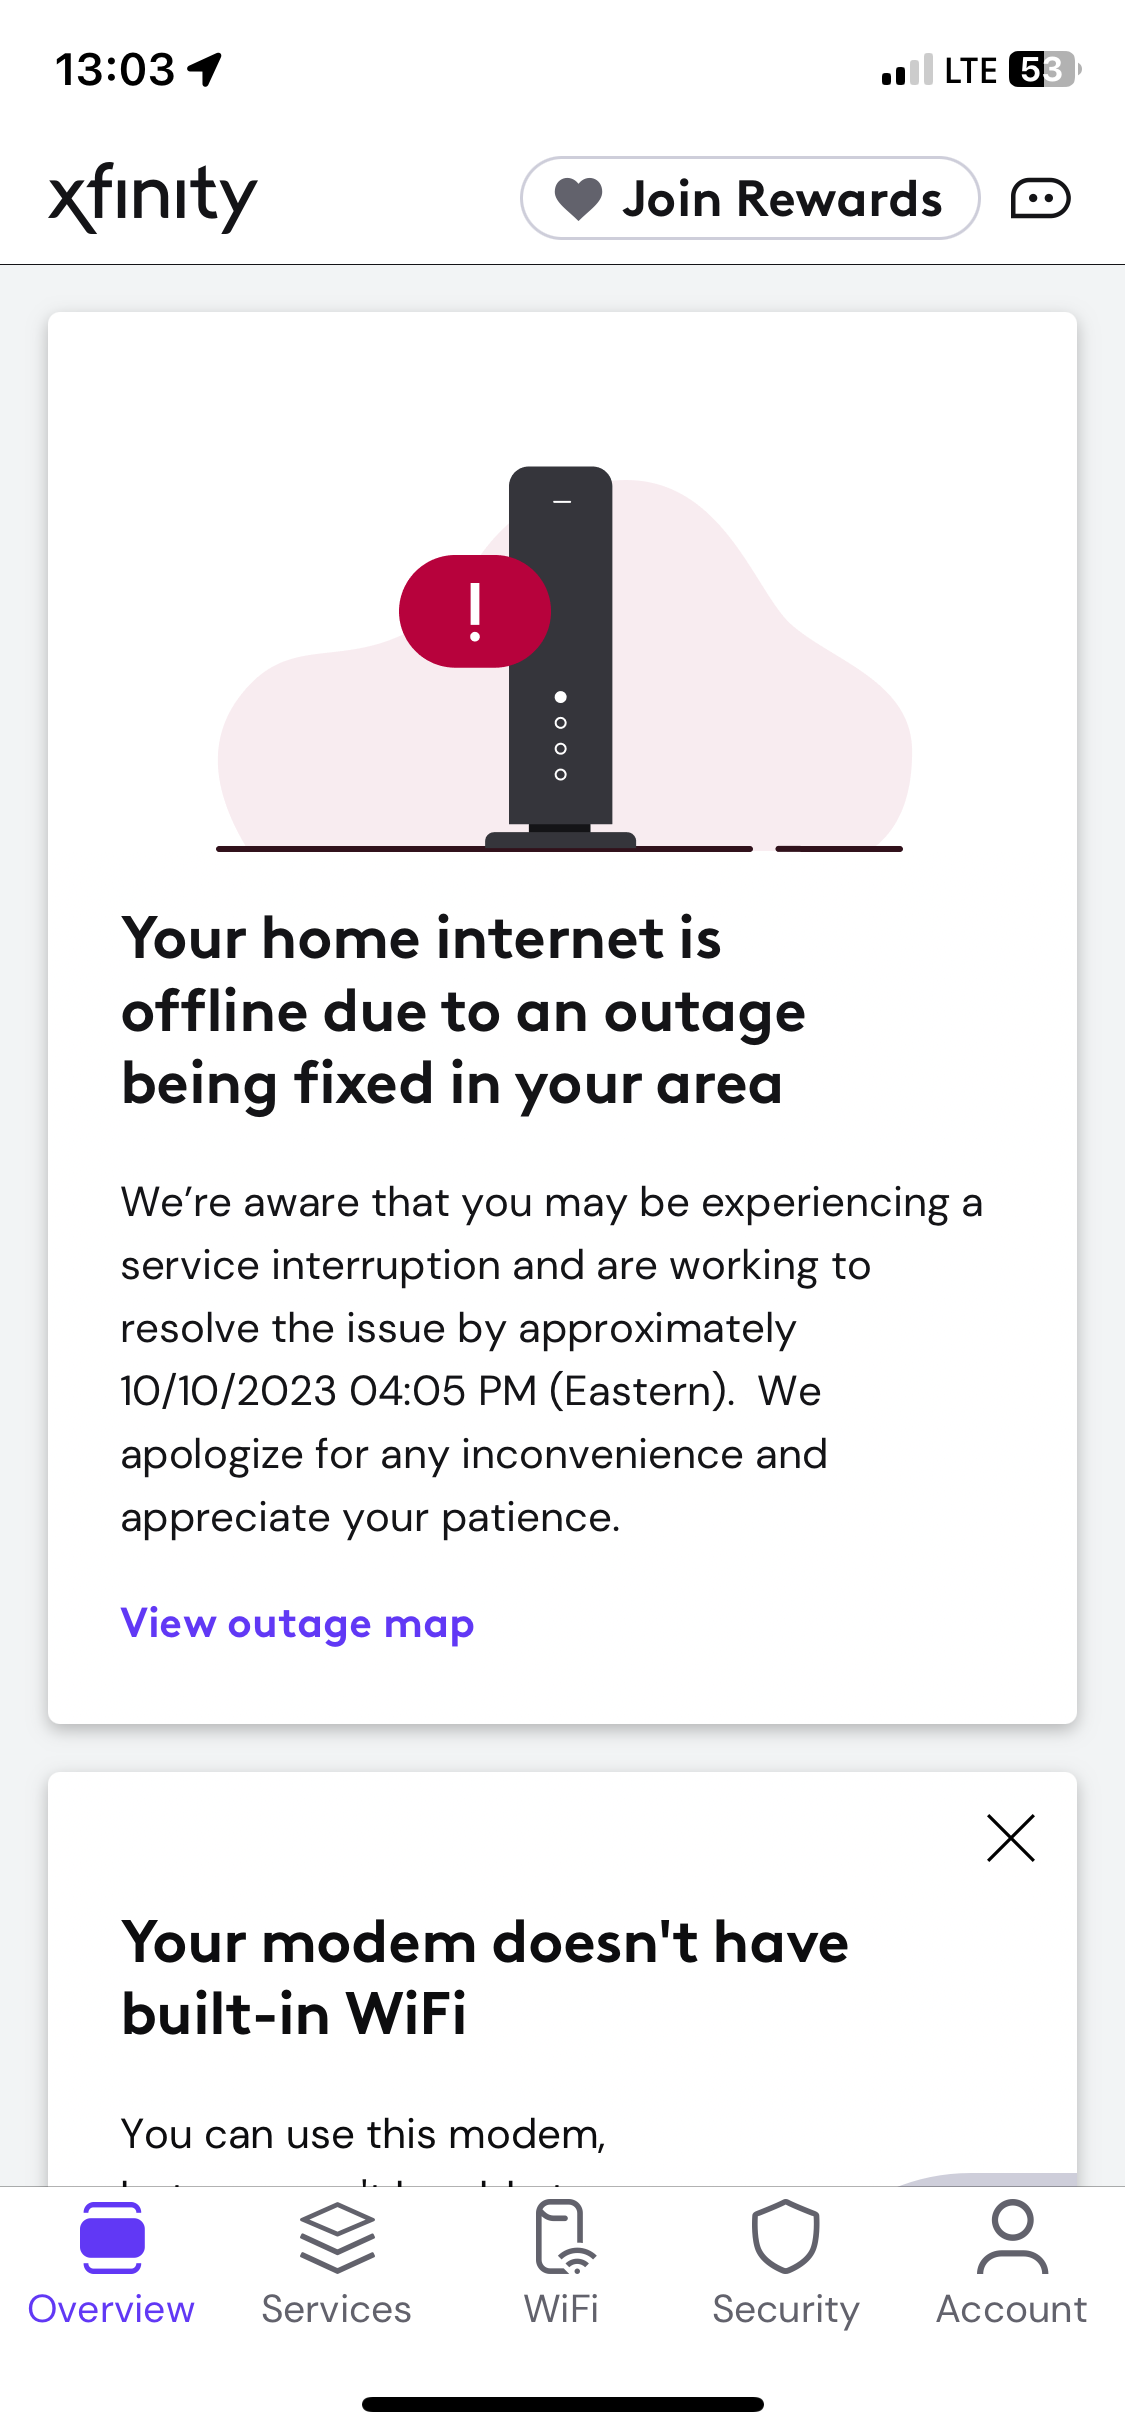 13:03
LTE 53
xfinity
Join Rewards
!
Your home internet is
offline due to an outage
being fixed in your area
We’re aware that you may be experiencing a
service interruption and are working to
resolve the issue by approximately
10/10/2023 04:05 PM (Eastern).  We
apologize for any inconvenience and
appreciate your patience.
View outage map
Your modem doesn't have
built-in WiFi
You can use this modem,
Overview
Services
WiFi
Security
Account